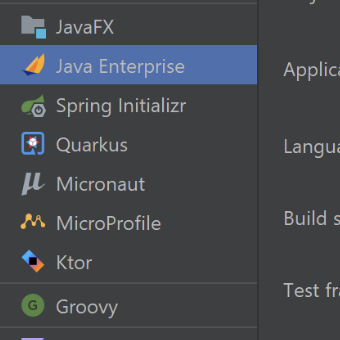 JavaFX
Java Enterprise
Applica
Spring Initializr
Quarkus
Langua
Micronaut
Build s
MicroProfile
Ktor
Test fra
Groovy
G